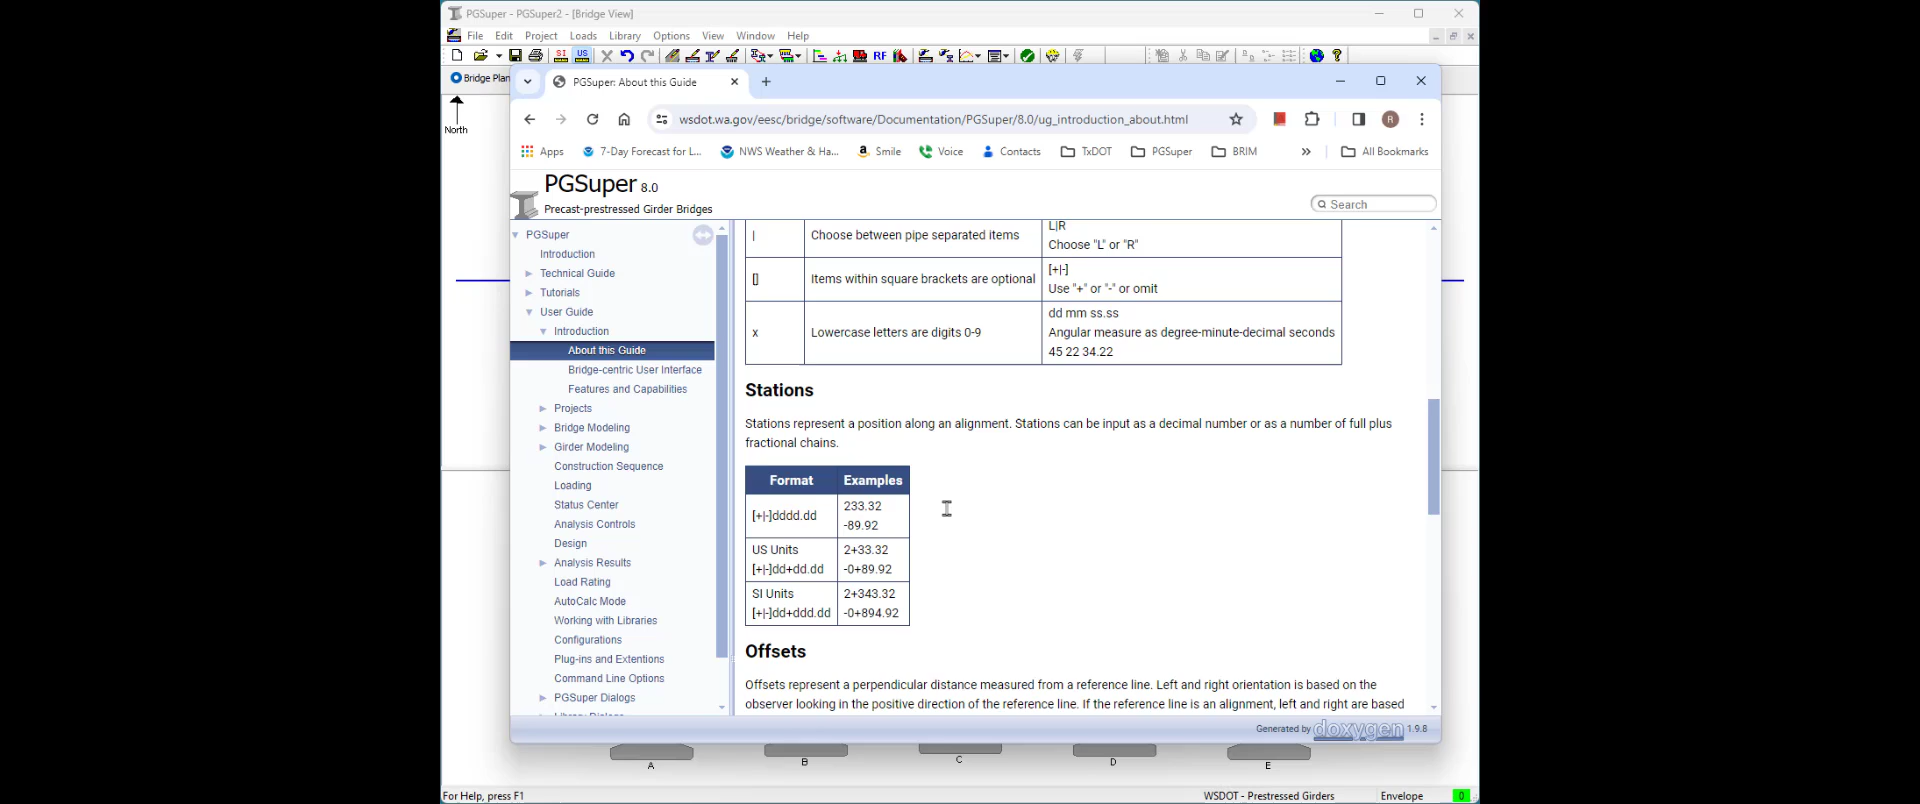 PGSuper - PGSuper2 - [Bridge View]
File Edit Project Loads Library Options View Window Help
SI US RF
Bridge Plan
North
PGSuper: About this Guide
wsdot.wa.gov/eesc/bridge/software/Documentation/PGSuper/8.0/ug_introduction_about.html
R
Apps 7-Day Forecast for L... NWS Weather & Ha... Smile Voice Contacts TxDOT PGSuper BRIM » All Bookmarks
PGSuper 8.0
Precast-prestressed Girder Bridges
Search
PGSuper
Introduction
Technical Guide
Tutorials
User Guide
Introduction
About this Guide
Bridge-centric User Interface
Features and Capabilities
Projects
Bridge Modeling
Girder Modeling
Construction Sequence
Loading
Status Center
Analysis Controls
Design
Analysis Results
Load Rating
AutoCalc Mode
Working with Libraries
Configurations
Plug-ins and Extentions
Command Line Options
PGSuper Dialogs
| Choose between pipe separated items
L|R
Choose "L" or "R"
[] Items within square brackets are optional
[+|-]
Use "+" or "-" or omit
x Lowercase letters are digits 0-9
dd mm ss.ss
Angular measure as degree-minute-decimal seconds
45 22 34.22
Stations
Stations represent a position along an alignment. Stations can be input as a decimal number or as a number of full plus
fractional chains.
Format Examples
[+|-]dddd.dd
233.32
-89.92
US Units 2+33.32
[+|-]dd+dd.dd -0+89.92
SI Units 2+343.32
[+|-]dd+ddd.dd -0+894.92
Offsets
Offsets represent a perpendicular distance measured from a reference line. Left and right orientation is based on the
observer looking in the positive direction of the reference line. If the reference line is an alignment, left and right are based
Generated by doxygen 1.9.8
A B C D E
For Help, press F1
WSDOT - Prestressed Girders Envelope 0